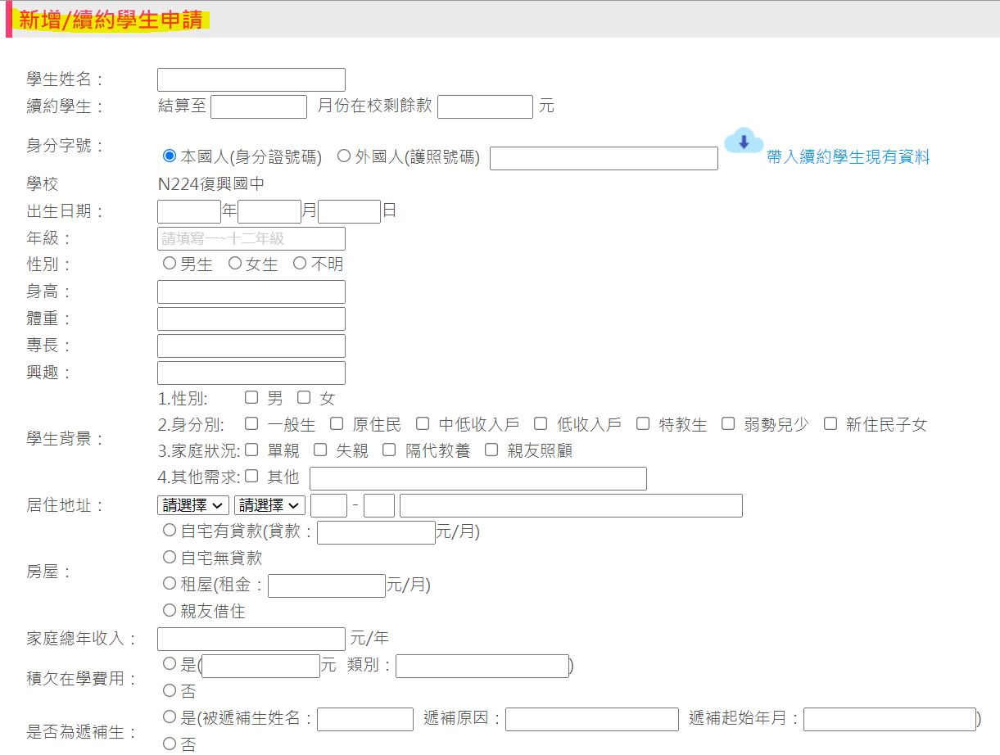 新增/續約學生申請
學生姓名：
續約學生： 結算至 月份在校剩餘款 元
身分字號： 本國人(身分證號碼) 外國人(護照號碼) 帶入續約學生現有資料
學校 N224復興國中
出生日期： 年 月 日
年級： 請填寫一~十二年級
性別： 男生 女生 不明
身高：
體重：
專長：
興趣：
學生背景：
1.性別: 男 女
2.身分別: 一般生 原住民 中低收入戶 低收入戶 特教生 弱勢兒少 新住民子女
3.家庭狀況: 單親 失親 隔代教養 親友照顧
4.其他需求: 其他
居住地址： 請選擇 請選擇 -
房屋：
自宅有貸款(貸款： 元/月)
自宅無貸款
租屋(租金： 元/月)
親友借住
家庭總年收入： 元/年
積欠在學費用：
是( 元 類別： )
否
是否為遞補生：
是(被遞補生姓名： 遞補原因： 遞補起始年月： )
否